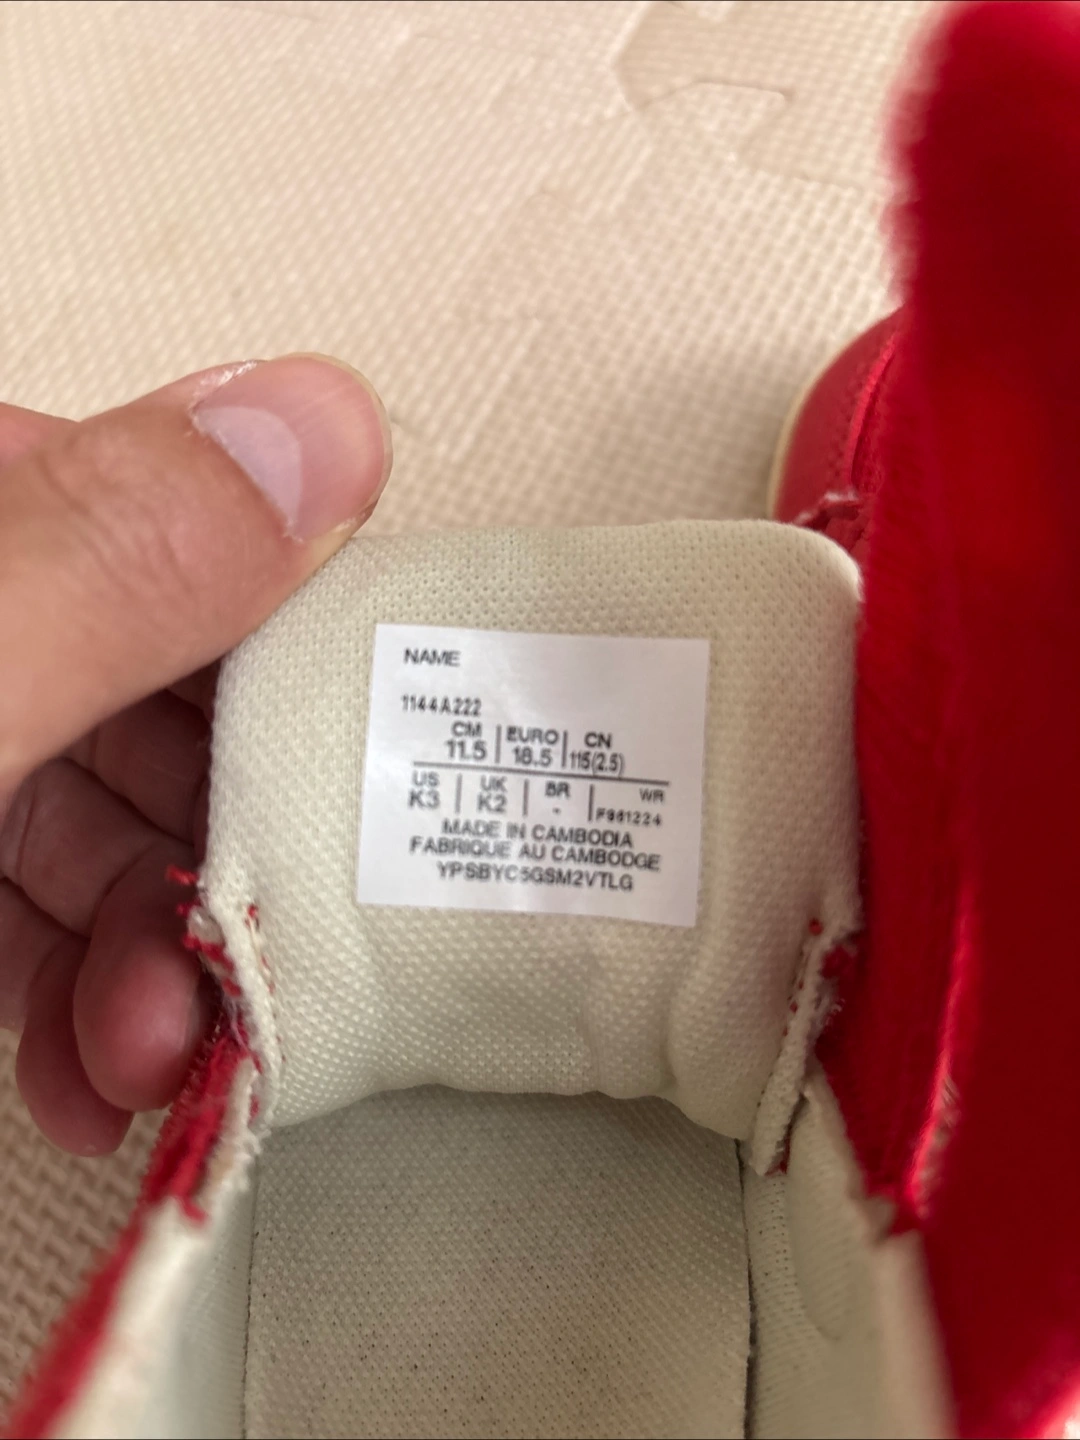 NAME
1144A222
CM | EURO | CN
11.5 | 18.5 | 115(2.5)
US | UK | BR | WR
K3 | K2 | - | F981224
MADE IN CAMBODIA
FABRIQUE AU CAMBODGE
YPSBYC5GSM2VTLG